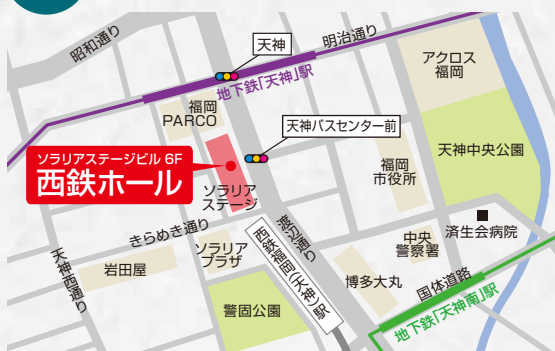 昭和通り
天神
明治通り
アクロス
福岡
地下鉄「天神」駅
福岡
PARCO
天神バスセンター前
天神中央公園
ソラリアステージビル 6F
西鉄ホール
福岡
市役所
ソラリア
ステージ
きらめき通り
渡辺通り
済生会病院
天神西通り
岩田屋
ソラリア
プラザ
西鉄福岡(天神)駅
中央
警察署
博多大丸
国体道路
警固公園
地下鉄「天神南」駅